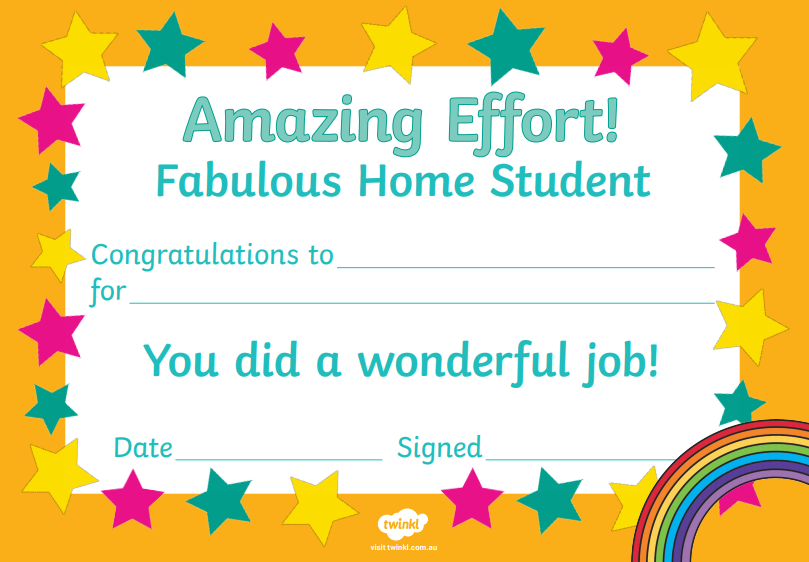 Amazing Effort!
Fabulous Home Student
Congratulations to
for
You did a wonderful job!
Date Signed
twinkl
visit twinkl.com.au